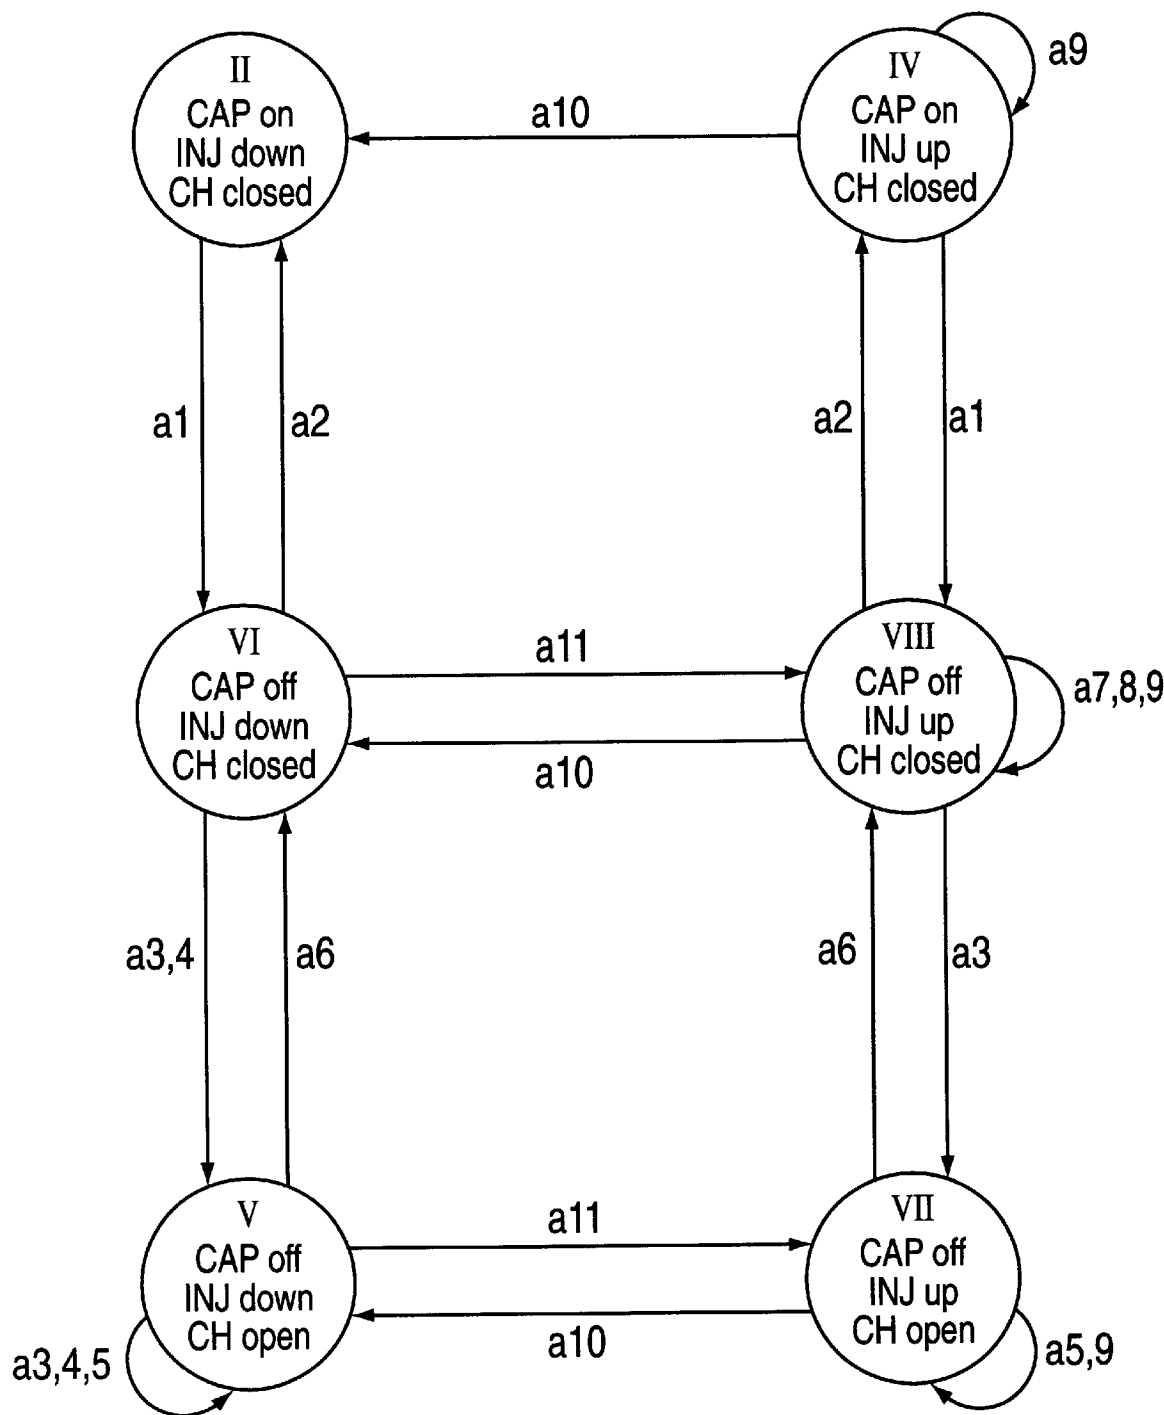 II
CAP on
INJ down
CH closed
a10
IV
CAP on
INJ up
CH closed
a9
a1
a2
a2
a1
VI
CAP off
INJ down
CH closed
a11
a10
VIII
CAP off
INJ up
CH closed
a7,8,9
a3,4
a6
a6
a3
V
CAP off
INJ down
CH open
a3,4,5
a11
a10
VII
CAP off
INJ up
CH open
a5,9